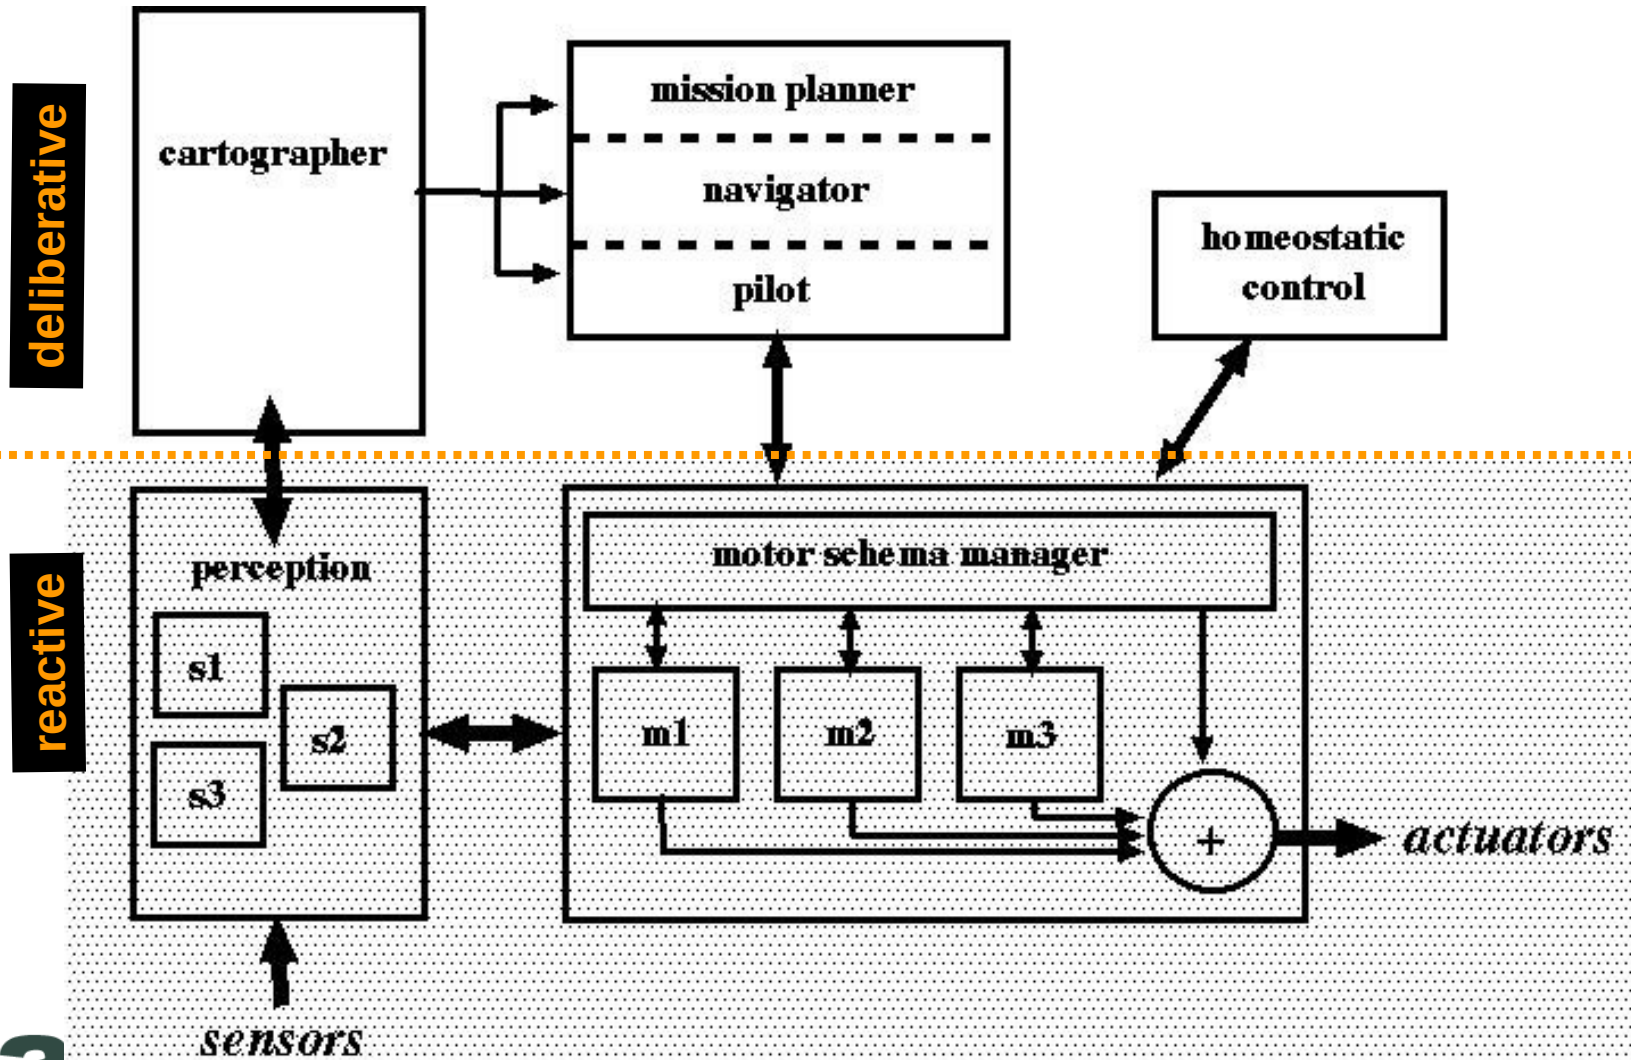 deliberative
cartographer
mission planner
navigator
pilot
homeostatic
control
reactive
perception
s1
s2
s3
motor schema manager
m1
m2
m3
+
actuators
sensors